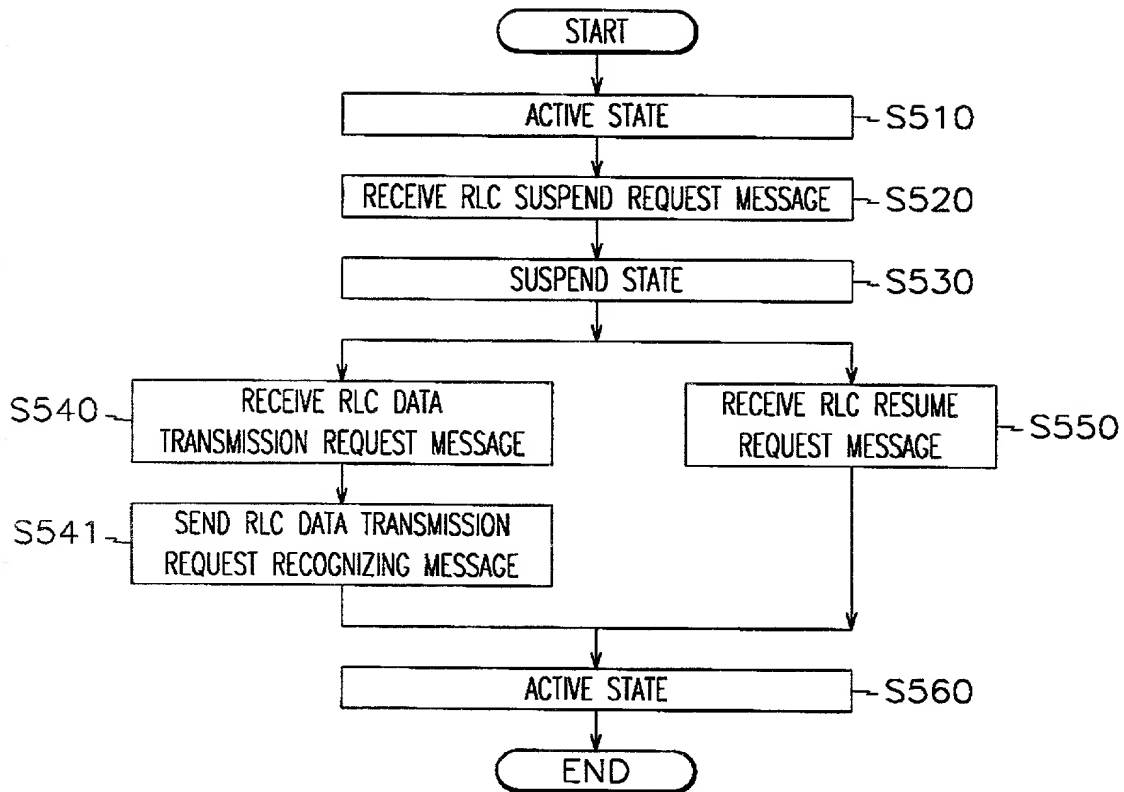 START
ACTIVE STATE
S510
RECEIVE RLC SUSPEND REQUEST MESSAGE
S520
SUSPEND STATE
S530
S540
RECEIVE RLC DATA
TRANSMISSION REQUEST MESSAGE
RECEIVE RLC RESUME
REQUEST MESSAGE
S550
S541
SEND RLC DATA TRANSMISSION
REQUEST RECOGNIZING MESSAGE
ACTIVE STATE
S560
END